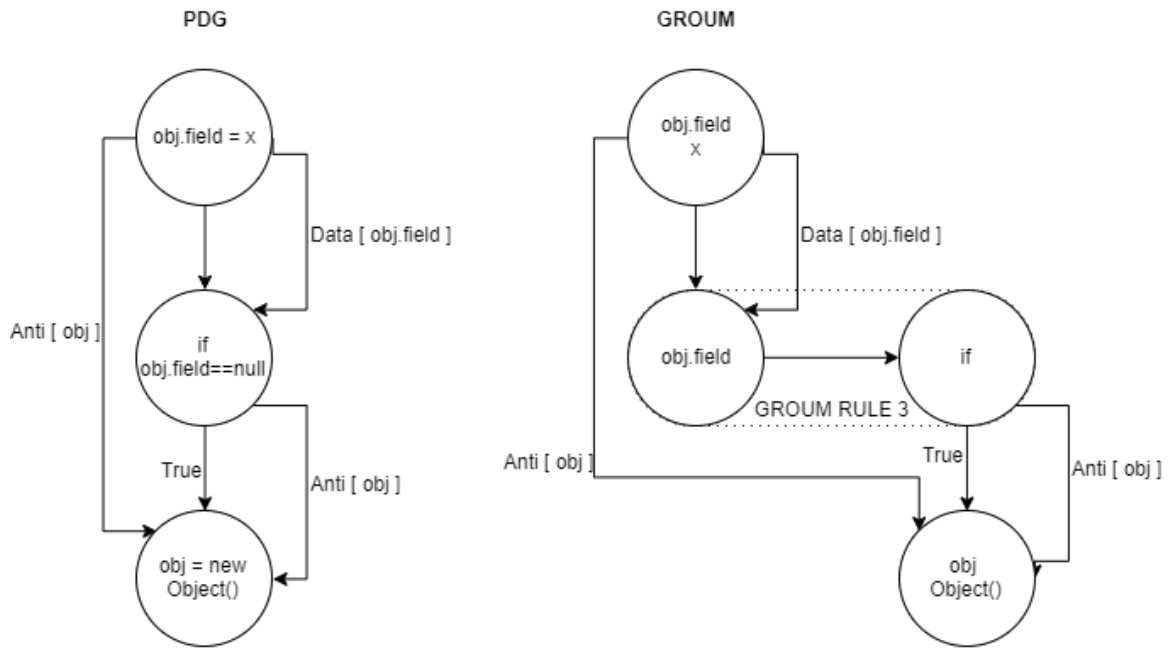 PDG
obj.field = x
Data [ obj.field ]
Anti [ obj ]
if
obj.field==null
True
Anti [ obj ]
obj = new
Object()
GROUM
obj.field
x
Data [ obj.field ]
obj.field
if
GROUM RULE 3
Anti [ obj ]
True
Anti [ obj ]
obj
Object()